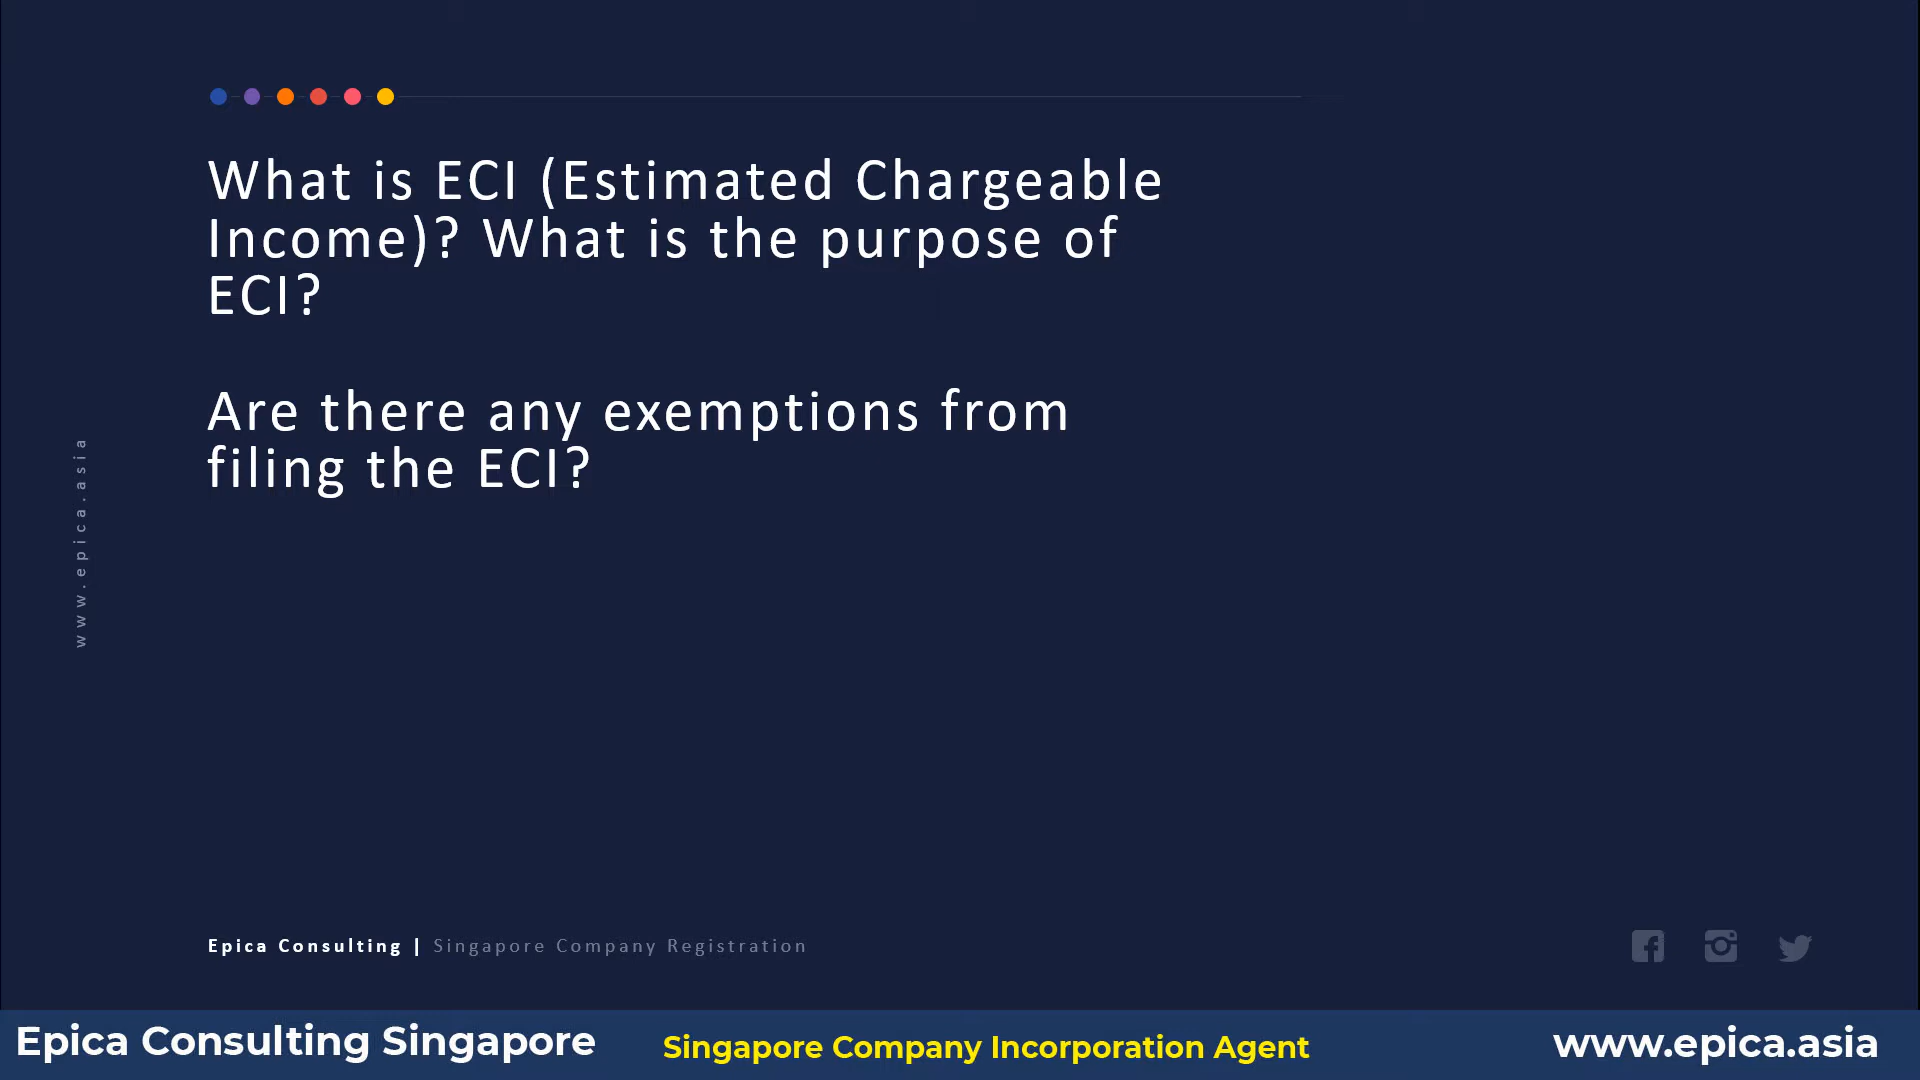 What is ECI (Estimated Chargeable
Income)? What is the purpose of
ECI?
Are there any exemptions from
filing the ECI?
www.epica.asia
Epica Consulting | Singapore Company Registration
Epica Consulting Singapore
Singapore Company Incorporation Agent
www.epica.asia